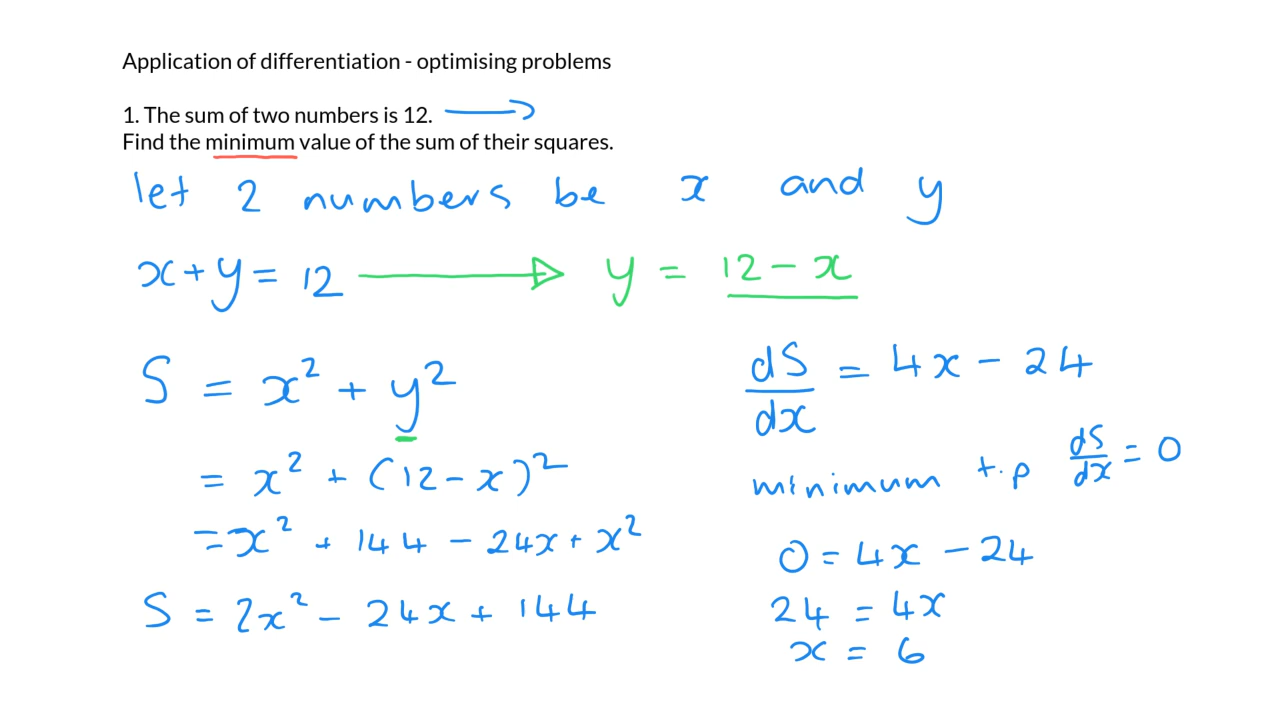 Application of differentiation - optimising problems
1. The sum of two numbers is 12.
Find the minimum value of the sum of their squares.
let 2 numbers be x and y
x + y = 12 → y = 12 - x
S = x² + y²
= x² + (12 - x)²
= x² + 144 - 24x + x²
S = 2x² - 24x + 144
dS/dx = 4x - 24
minimum t.p dS/dx = 0
0 = 4x - 24
24 = 4x
x = 6